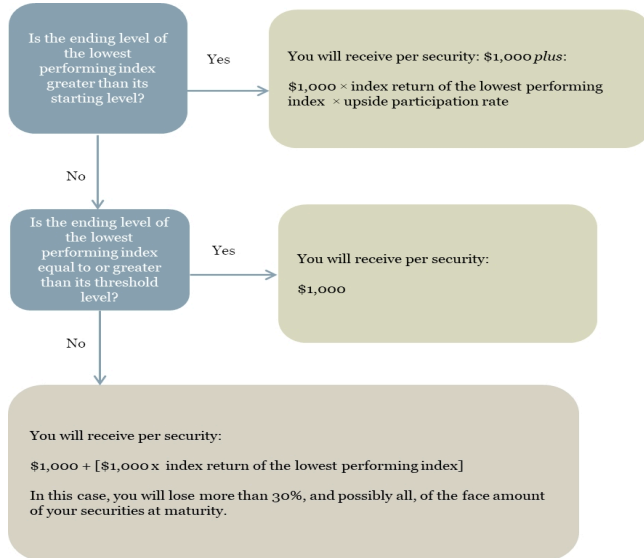 Is the ending level of
the lowest
performing index
greater than its
starting level?
Yes
You will receive per security: $1,000 plus:
$1,000 × index return of the lowest performing
index × upside participation rate
No
Is the ending level of
the lowest
performing index
equal to or greater
than its threshold
level?
Yes
You will receive per security:
$1,000
No
You will receive per security:
$1,000 + [$1,000 x index return of the lowest performing index]
In this case, you will lose more than 30%, and possibly all, of the face amount
of your securities at maturity.